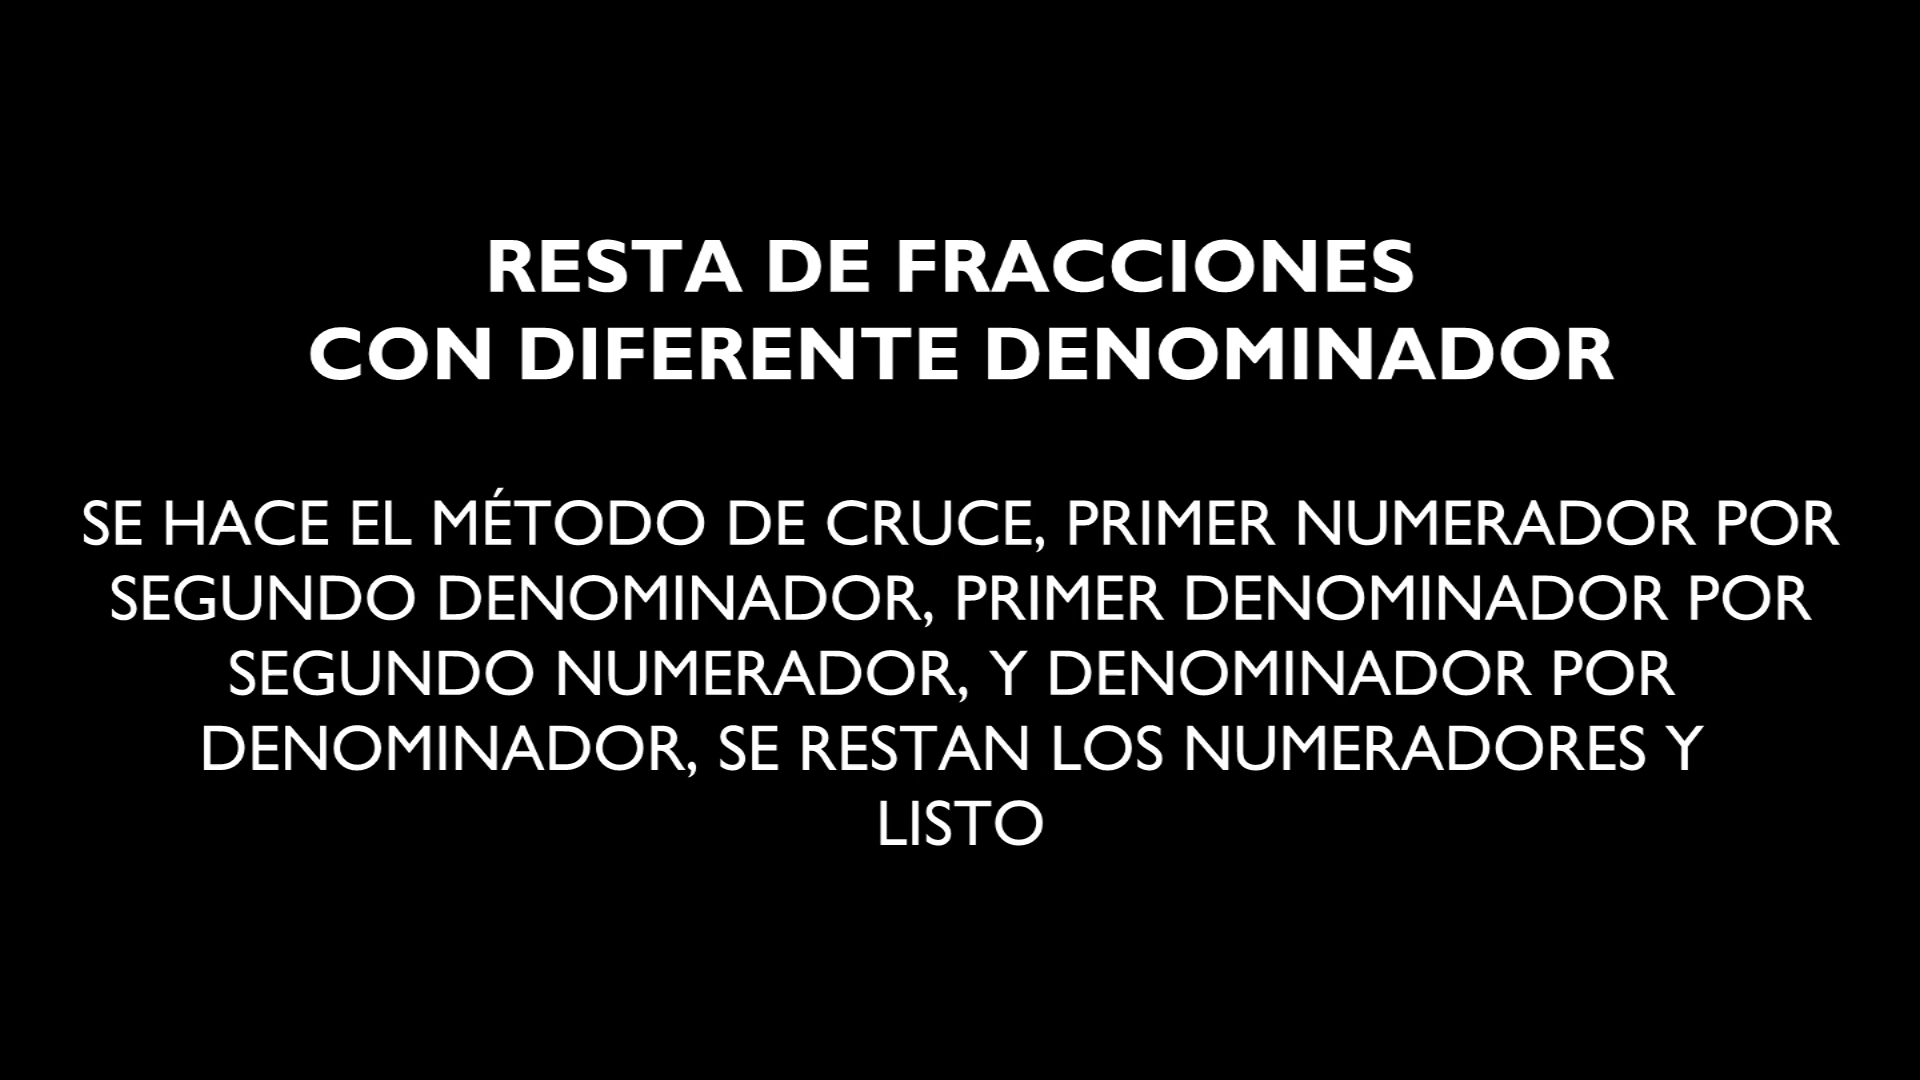 RESTA DE FRACCIONES
CON DIFERENTE DENOMINADOR
SE HACE EL MÉTODO DE CRUCE, PRIMER NUMERADOR POR
SEGUNDO DENOMINADOR, PRIMER DENOMINADOR POR
SEGUNDO NUMERADOR, Y DENOMINADOR POR
DENOMINADOR, SE RESTAN LOS NUMERADORES Y
LISTO